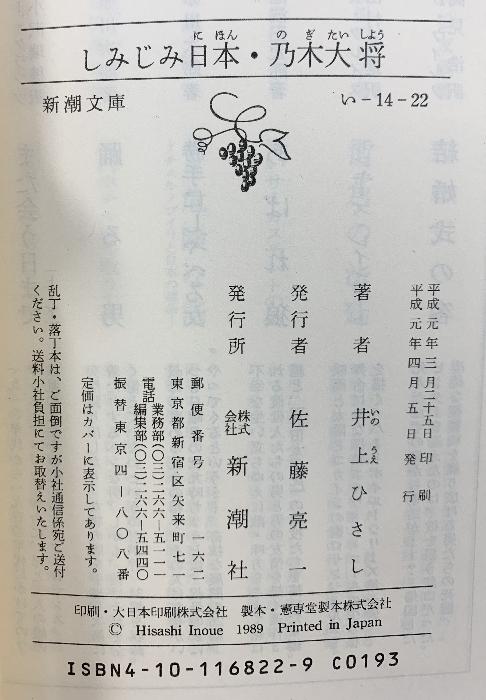 しみじみ日本・乃木大将
に ほん の ぎ たい しょう
新潮文庫
い-14-22
平成元年三月二十五日印刷
平成元年四月五日発行
著者 井上ひさし
いの うえ
発行者 佐藤亮一
発行所 株式会社 新潮社
郵便番号 一六二
東京都新宿区矢来町七一
電話 業務部(〇三)二六六―五一一一
編集部(〇三)二六六―五四四〇
振替東京四―八〇八番
定価はカバーに表示してあります。
乱丁・落丁本は、ご面倒ですが小社通信係宛ご送付
ください。送料小社負担にてお取替えいたします。
印刷・大日本印刷株式会社 製本・憲専堂製本株式会社
© Hisashi Inoue 1989 Printed in Japan
ISBN4-10-116822-9 C0193